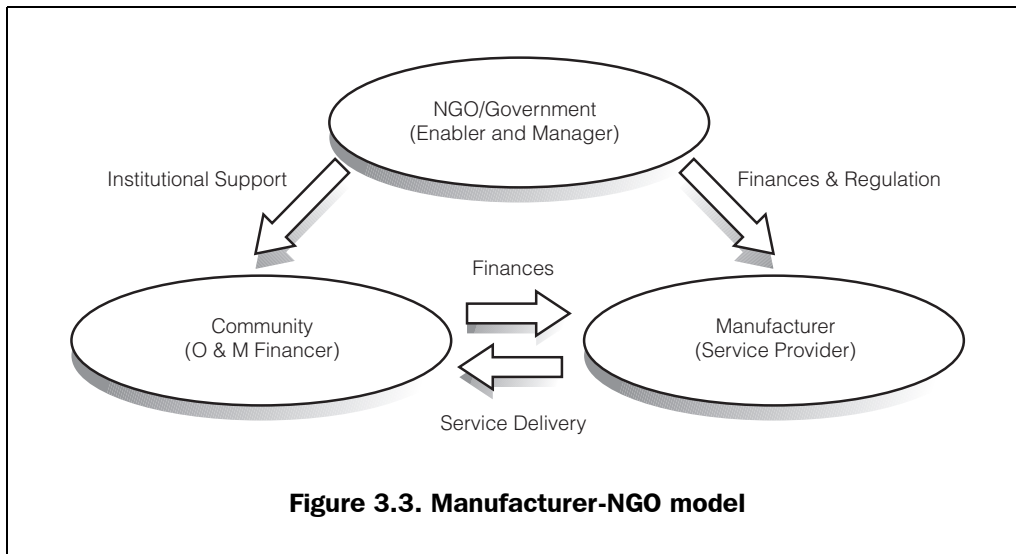 NGO/Government
(Enabler and Manager)
Institutional Support
Finances & Regulation
Finances
Community
(O & M Financer)
Manufacturer
(Service Provider)
Service Delivery
Figure 3.3. Manufacturer-NGO model